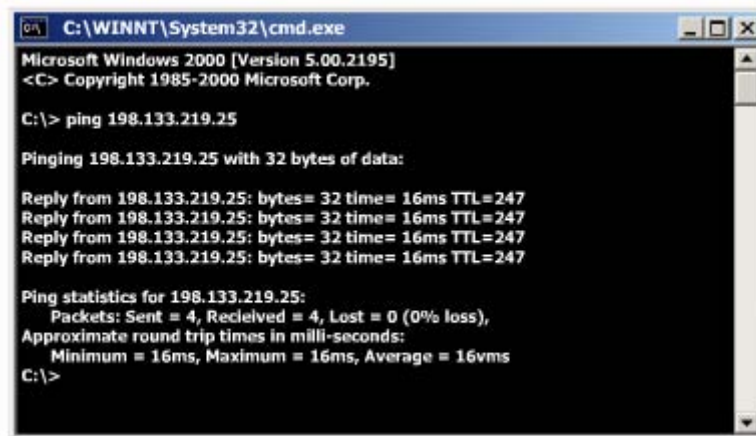 C:\WINNT\System32\cmd.exe
Microsoft Windows 2000 [Version 5.00.2195]
<C> Copyright 1985-2000 Microsoft Corp.
C:\> ping 198.133.219.25
Pinging 198.133.219.25 with 32 bytes of data:
Reply from 198.133.219.25: bytes= 32 time= 16ms TTL=247
Reply from 198.133.219.25: bytes= 32 time= 16ms TTL=247
Reply from 198.133.219.25: bytes= 32 time= 16ms TTL=247
Reply from 198.133.219.25: bytes= 32 time= 16ms TTL=247
Ping statistics for 198.133.219.25:
Packets: Sent = 4, Recieived = 4, Lost = 0 (0% loss),
Approximate round trip times in milli-seconds:
Minimum = 16ms, Maximum = 16ms, Average = 16vms
C:\>